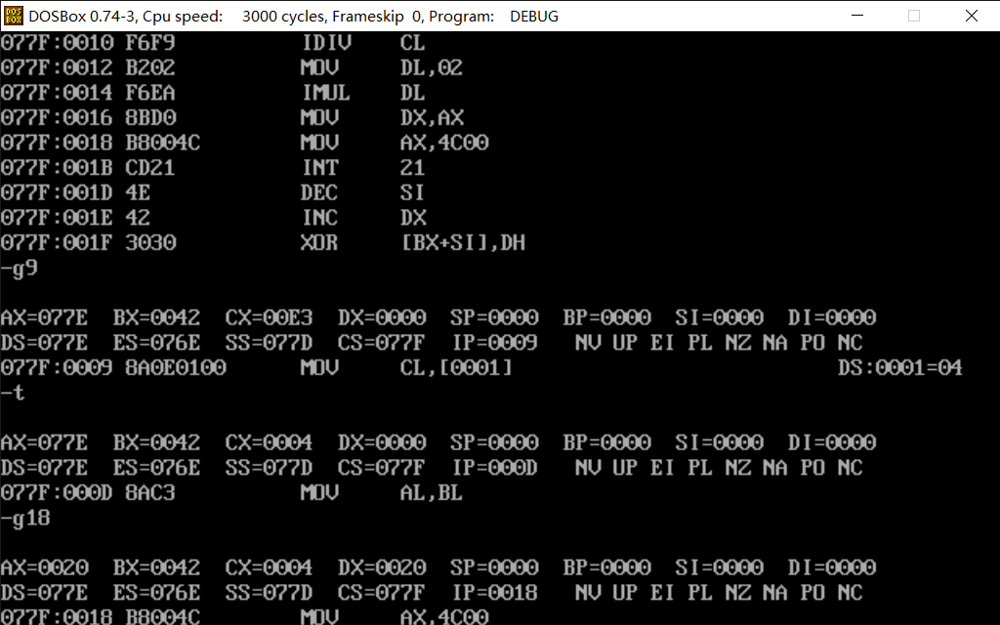 DOSBox 0.74-3, Cpu speed: 3000 cycles, Frameskip 0, Program: DEBUG
077F:0010 F6F9 IDIV CL
077F:0012 B202 MOV DL,02
077F:0014 F6EA IMUL DL
077F:0016 8BD0 MOV DX,AX
077F:0018 B8004C MOV AX,4C00
077F:001B CD21 INT 21
077F:001D 4E DEC SI
077F:001E 42 INC DX
077F:001F 3030 XOR [BX+SI],DH
-g9
AX=077E BX=0042 CX=00E3 DX=0000 SP=0000 BP=0000 SI=0000 DI=0000
DS=077E ES=076E SS=077D CS=077F IP=0009 NV UP EI PL NZ NA PO NC
077F:0009 8A0E0100 MOV CL,[0001] DS:0001=04
-t
AX=077E BX=0042 CX=0004 DX=0000 SP=0000 BP=0000 SI=0000 DI=0000
DS=077E ES=076E SS=077D CS=077F IP=000D NV UP EI PL NZ NA PO NC
077F:000D 8AC3 MOV AL,BL
-g18
AX=0020 BX=0042 CX=0004 DX=0020 SP=0000 BP=0000 SI=0000 DI=0000
DS=077E ES=076E SS=077D CS=077F IP=0018 NV UP EI PL NZ NA PO NC
077F:0018 B8004C MOV AX,4C00